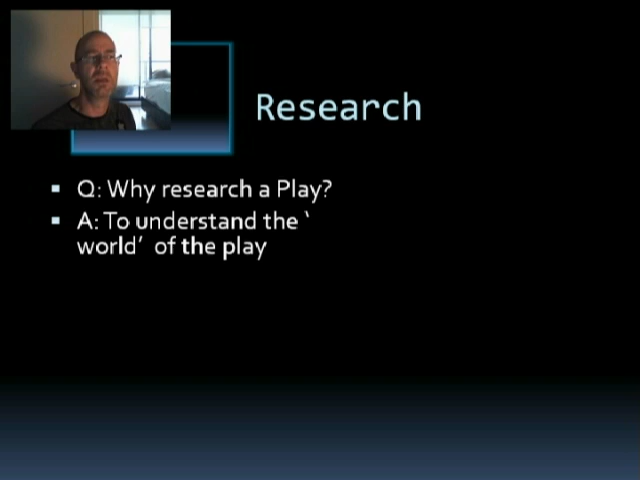 Research
Q: Why research a Play?
A: To understand the ‘
world’ of the play